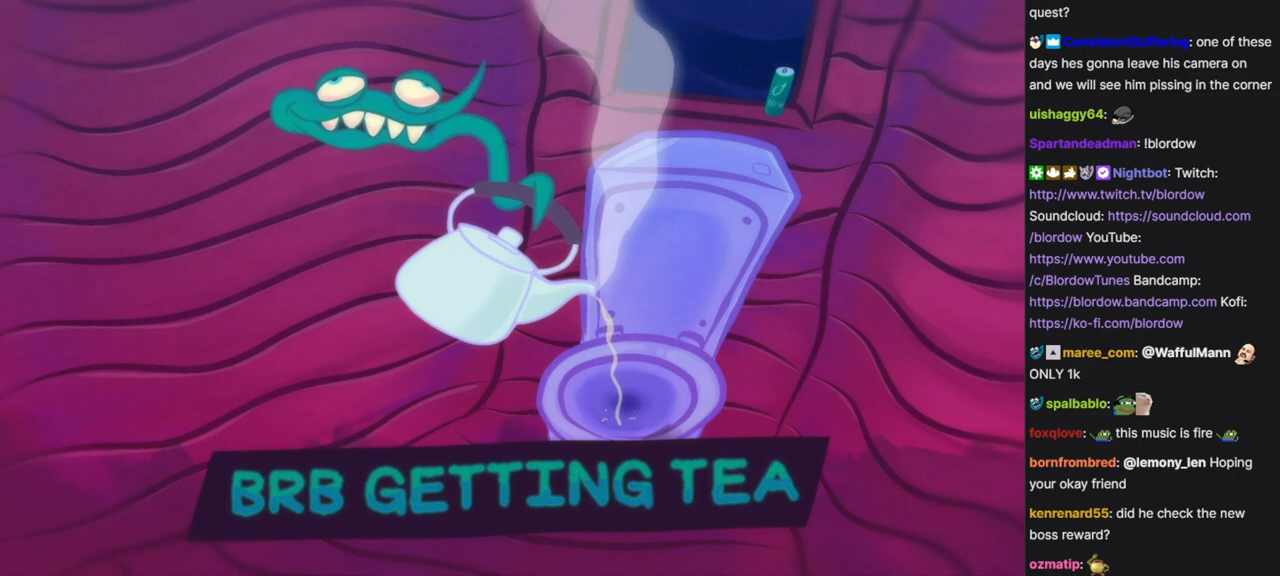 BRB GETTING TEA
quest?
ConsistentSuffering: one of these
days hes gonna leave his camera on
and we will see him pissing in the corner
uishaggy64:
Spartandeadman: !blordow
Nightbot: Twitch:
http://www.twitch.tv/blordow
Soundcloud: https://soundcloud.com
/blordow YouTube:
https://www.youtube.com
/c/BlordowTunes Bandcamp:
https://blordow.bandcamp.com Kofi:
https://ko-fi.com/blordow
maree_com: @WaffulMann
ONLY 1k
spalbablo:
foxqlove: this music is fire
bornfrombred: @lemony_len Hoping
your okay friend
kenrenard55: did he check the new
boss reward?
ozmatip: